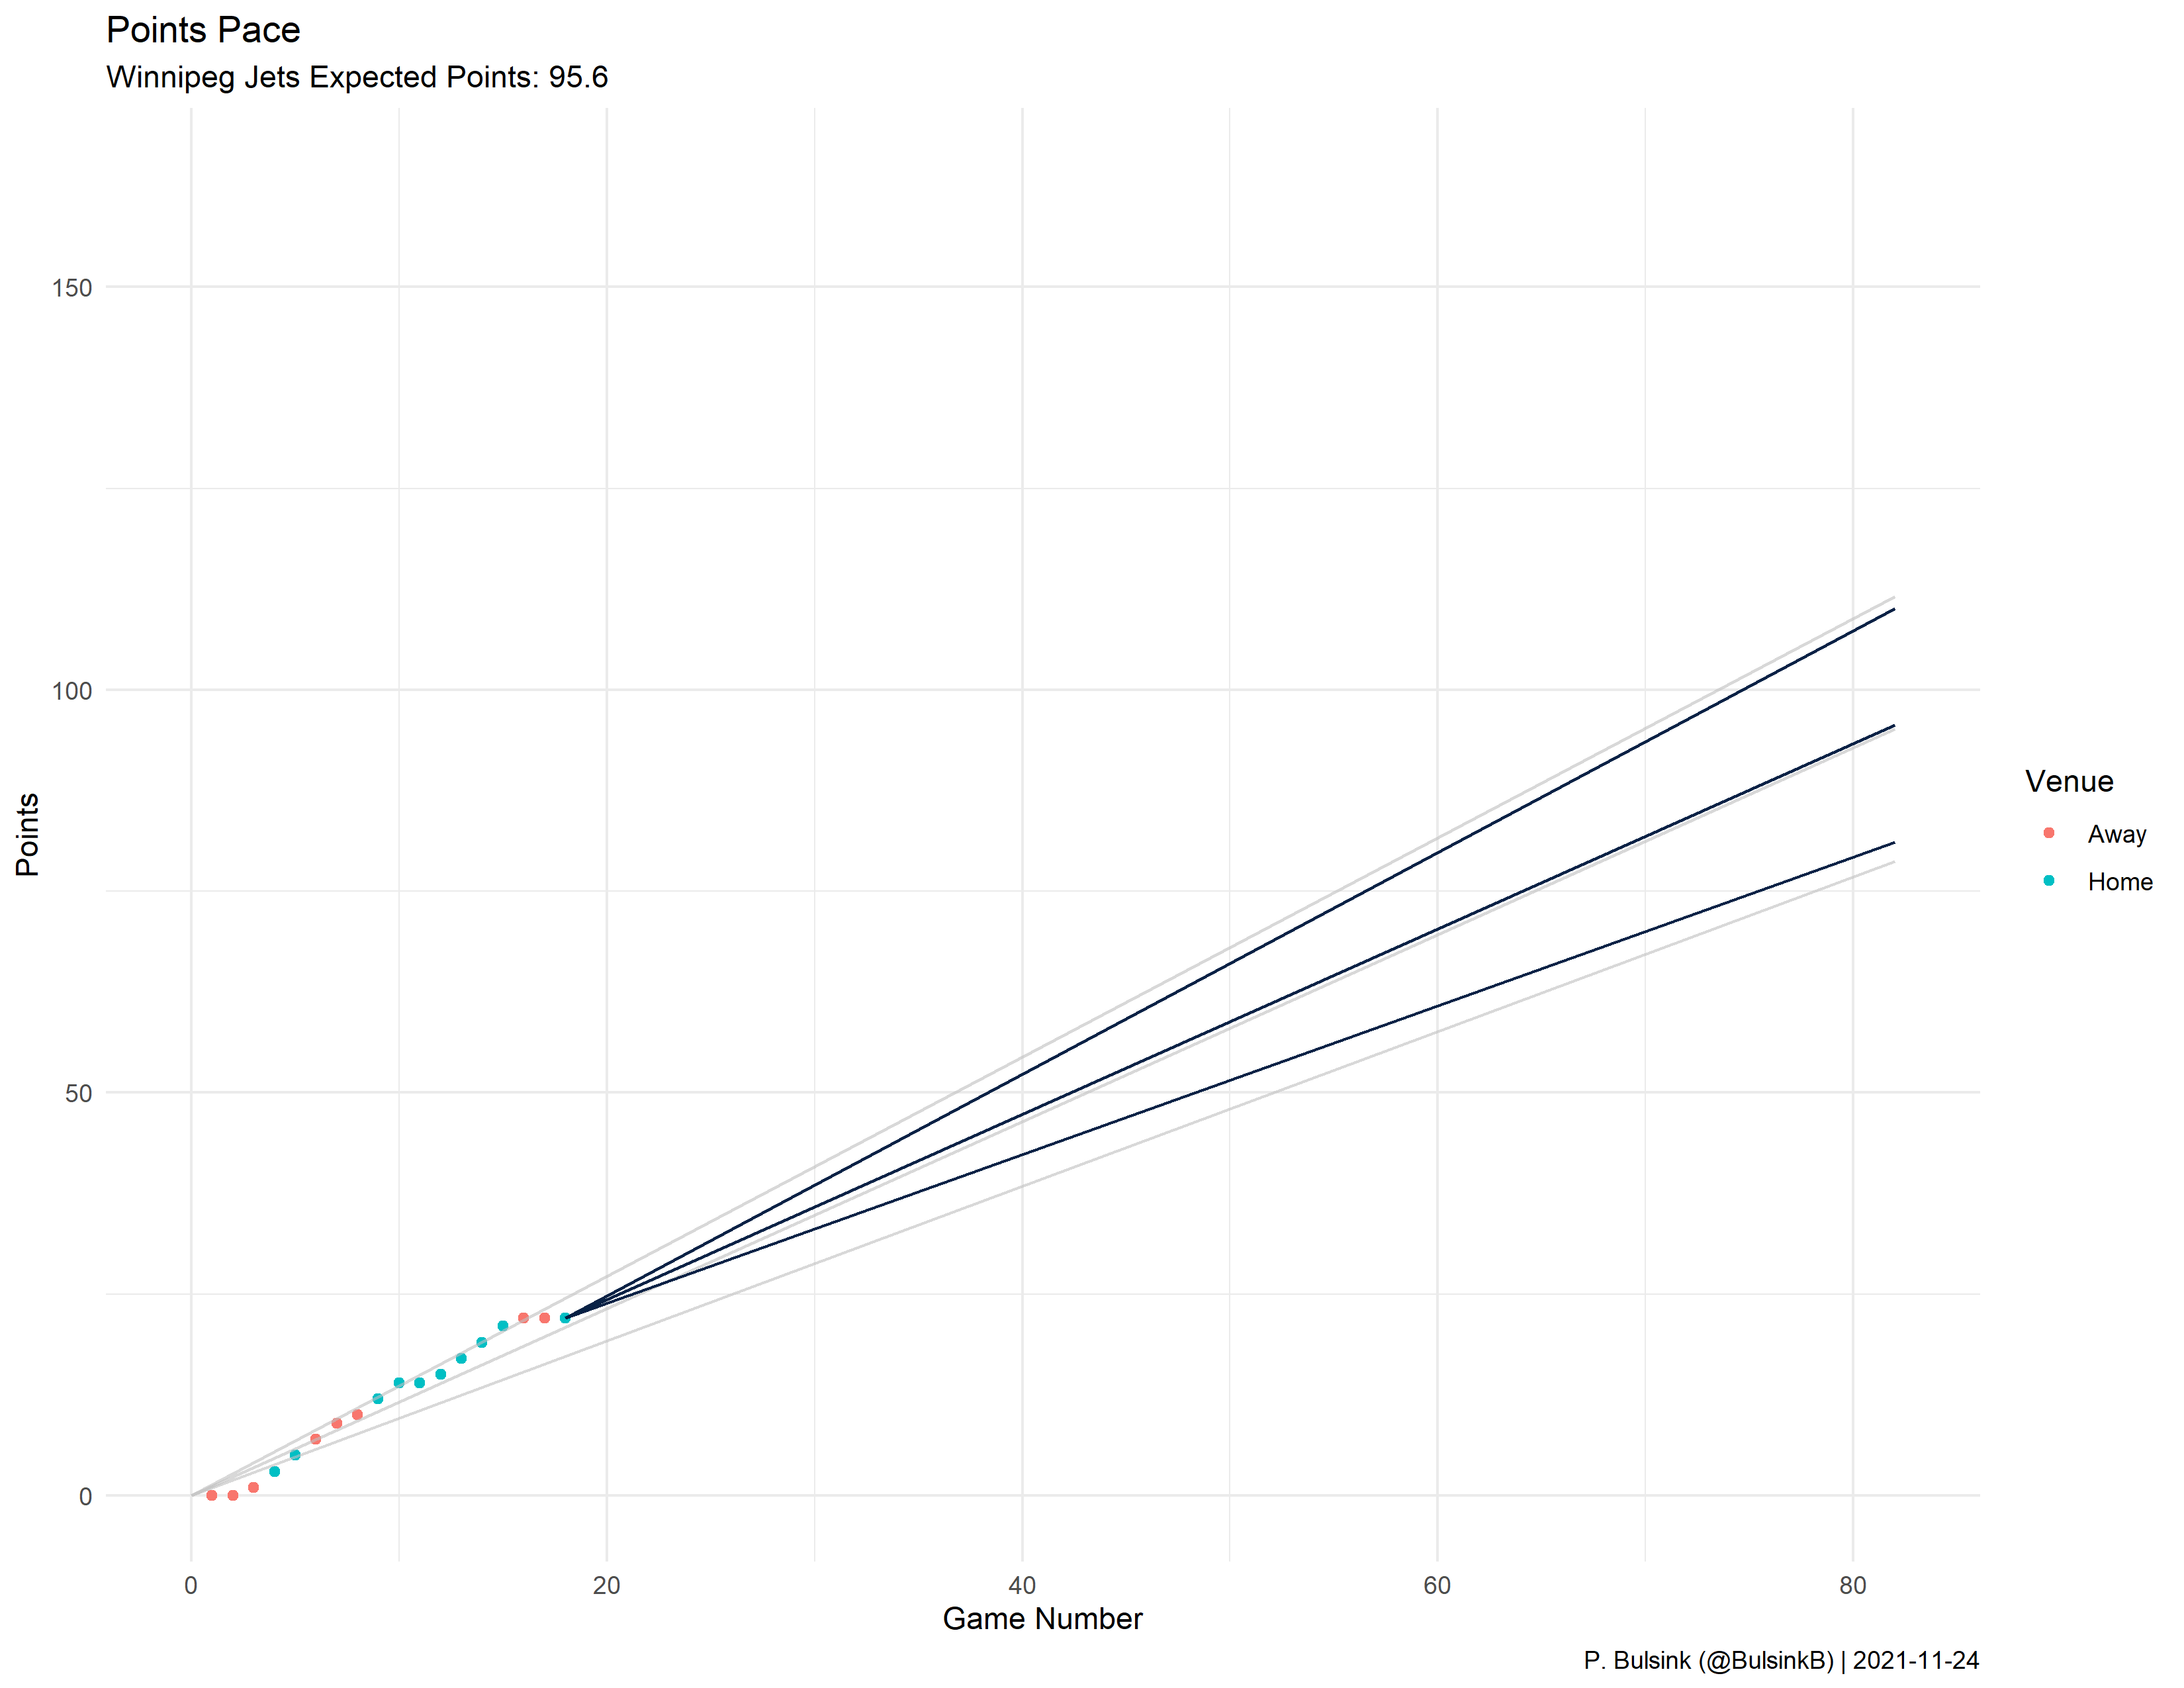 Points Pace
Winnipeg Jets Expected Points: 95.6
150
100
50
0
Points
0 20 40 60 80
Game Number
Venue
Away
Home
P. Bulsink (@BulsinkB) | 2021-11-24